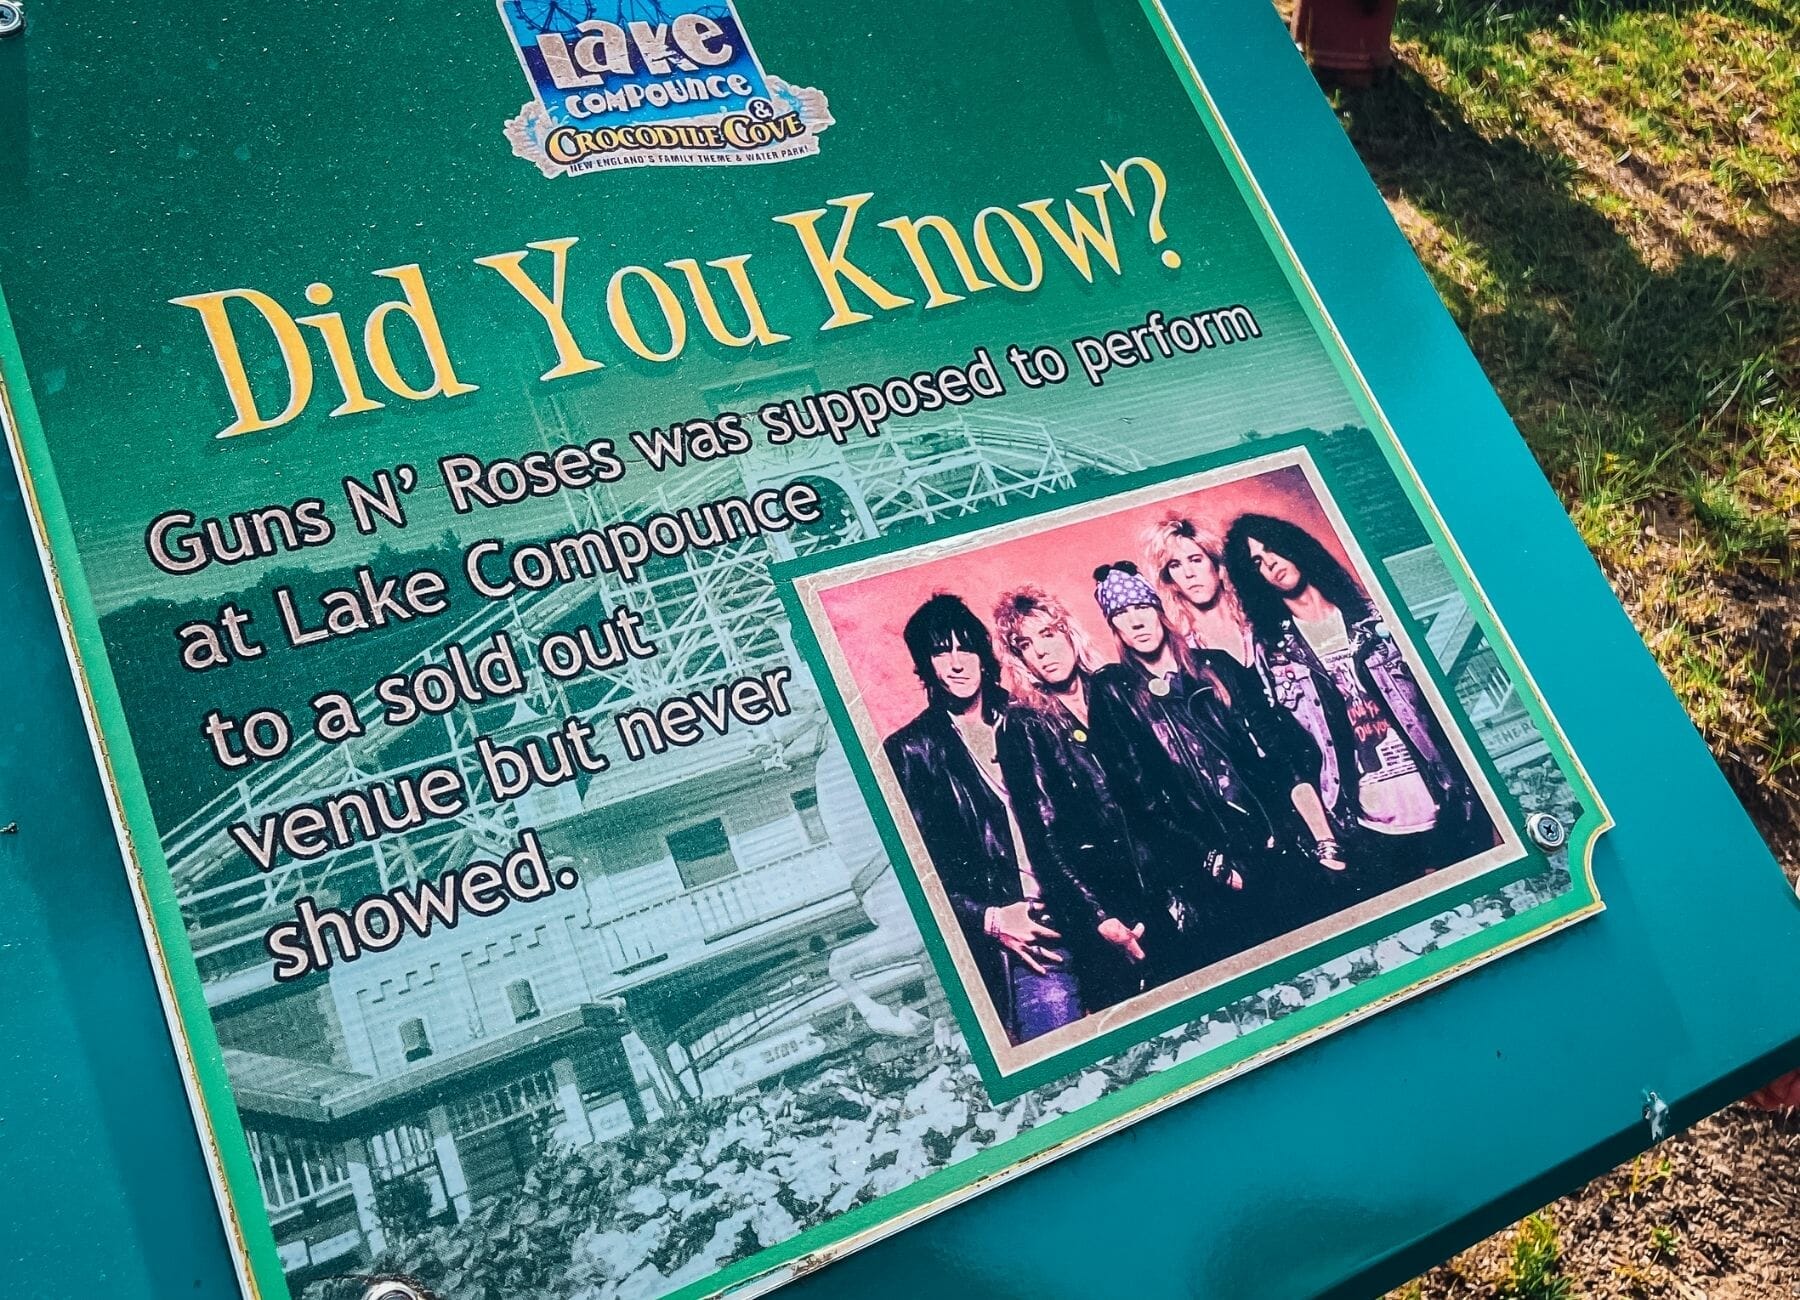 Lake
COMPOUNCE
&
CROCODILE COVE
NEW ENGLAND'S FAMILY THEME & WATER PARK!
Did You Know?
Guns N' Roses was supposed to perform
at Lake Compounce
to a sold out
venue but never
showed.